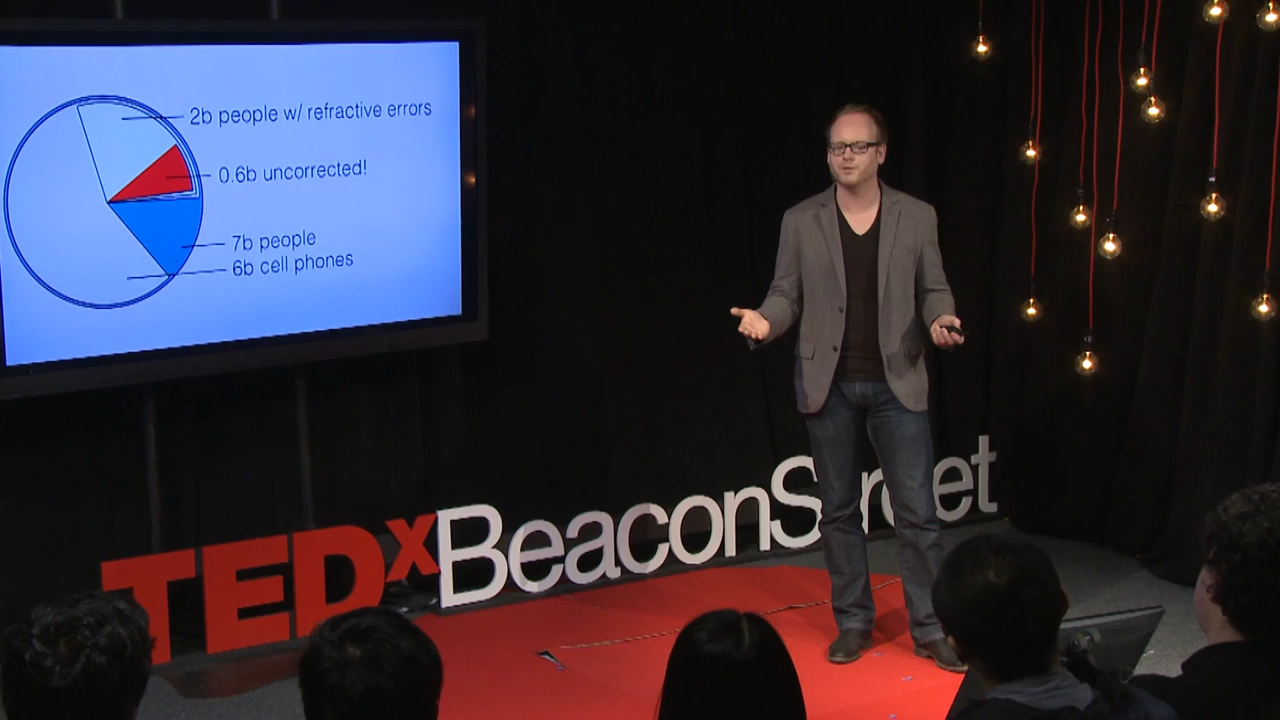 2b people w/ refractive errors
0.6b uncorrected!
7b people
6b cell phones
TEDxBeaconStreet